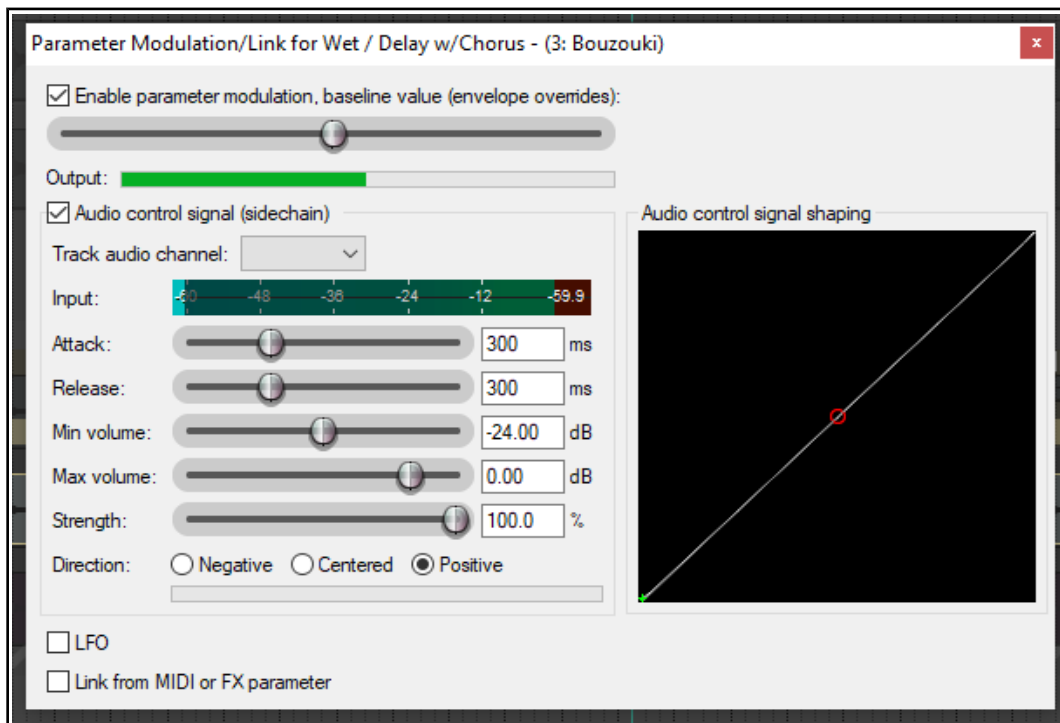 Parameter Modulation/Link for Wet / Delay w/Chorus - (3: Bouzouki) x
Enable parameter modulation, baseline value (envelope overrides):
Output:
Audio control signal (sidechain)
Track audio channel:
Input: -60 -48 -36 -24 -12 -59.9
Attack: 300 ms
Release: 300 ms
Min volume: -24.00 dB
Max volume: 0.00 dB
Strength: 100.0 %
Direction: Negative Centered Positive
Audio control signal shaping
LFO
Link from MIDI or FX parameter